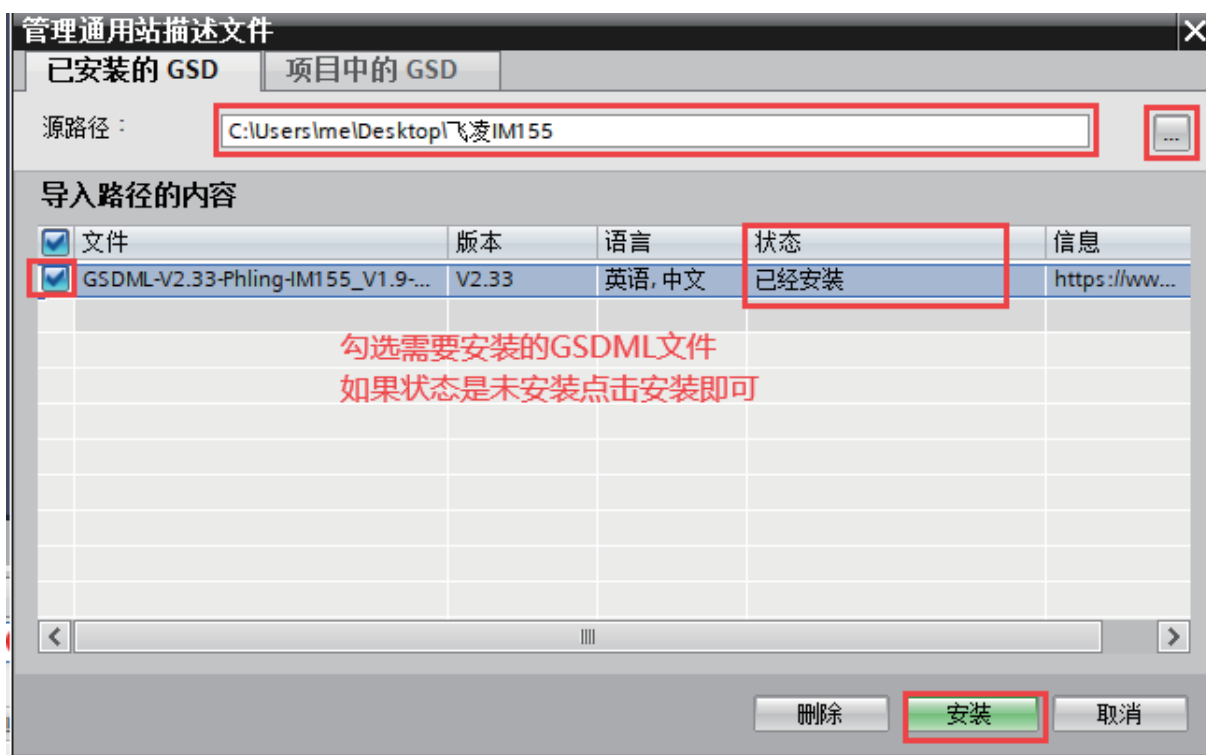 管理通用站描述文件
已安装的 GSD 项目中的 GSD
源路径： C:\Users\me\Desktop\飞凌IM155 ...
导入路径的内容
文件 版本 语言 状态 信息
GSDML-V2.33-Phling-IM155_V1.9-... V2.33 英语, 中文 已经安装 https://ww...
勾选需要安装的GSDML文件
如果状态是未安装点击安装即可
删除 安装 取消